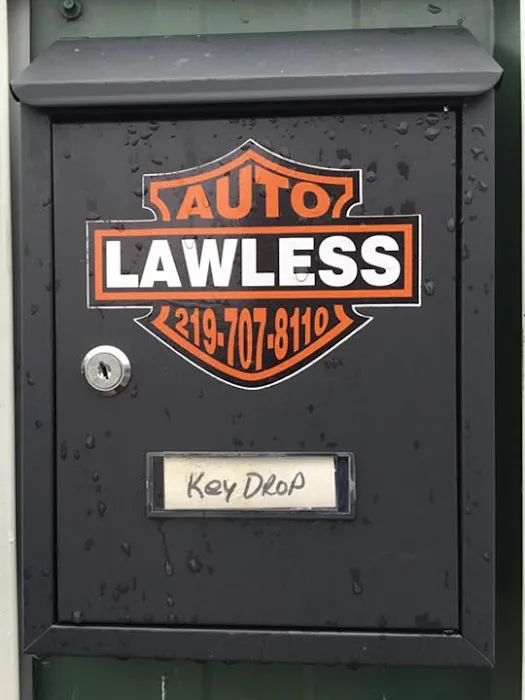 AUTO
LAWLESS
219-707-8110
Key DROP